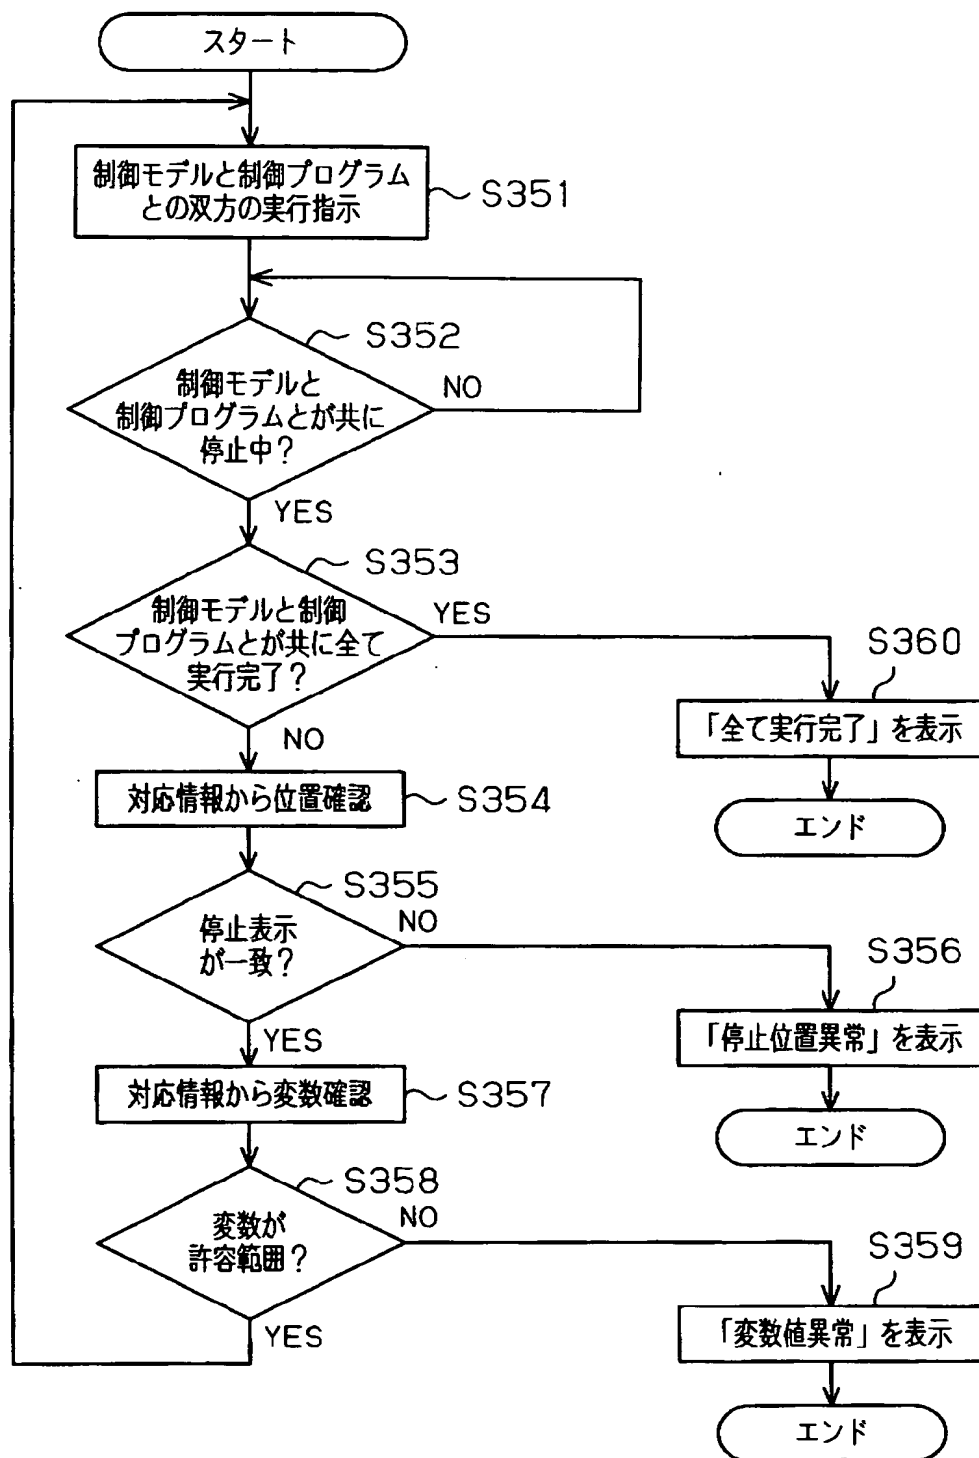 スタート
制御モデルと制御プログラム
との双方の実行指示
S351
S352
制御モデルと
制御プログラムとが共に
停止中?
NO
YES
S353
制御モデルと制御
プログラムとが共に全て
実行完了?
YES
NO
S360
「全て実行完了」を表示
エンド
対応情報から位置確認
S354
S355
停止表示
が一致?
NO
YES
S356
「停止位置異常」を表示
エンド
対応情報から変数確認
S357
S358
変数が
許容範囲?
NO
YES
S359
「変数値異常」を表示
エンド